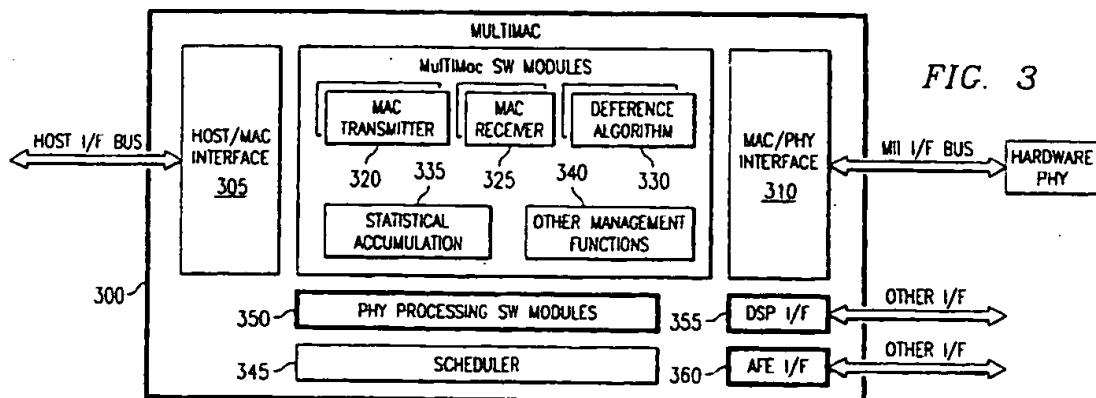 MULTIMAC
MulTIMac SW MODULES
FIG. 3
MAC
TRANSMITTER
MAC
RECEIVER
DEFERENCE
ALGORITHM
HOST I/F BUS
HOST/MAC
INTERFACE
305
MAC/PHY
INTERFACE
310
MII I/F BUS
HARDWARE
PHY
320
335
325
340
330
STATISTICAL
ACCUMULATION
OTHER MANAGEMENT
FUNCTIONS
300
350
PHY PROCESSING SW MODULES
355
DSP I/F
OTHER I/F
345
SCHEDULER
360
AFE I/F
OTHER I/F